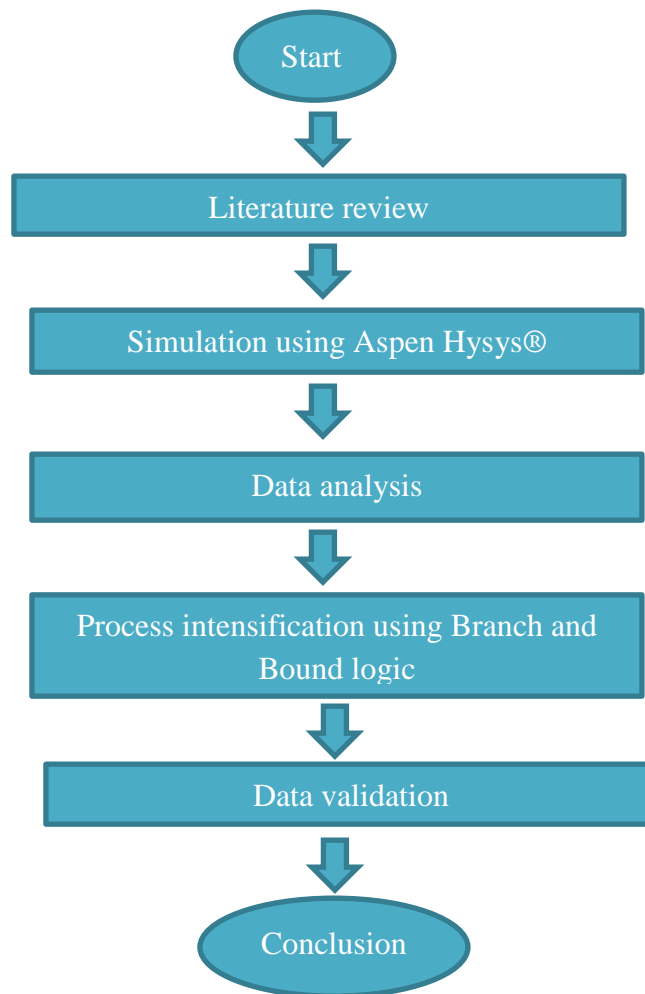 Start
Literature review
Simulation using Aspen Hysys®
Data analysis
Process intensification using Branch and
Bound logic
Data validation
Conclusion